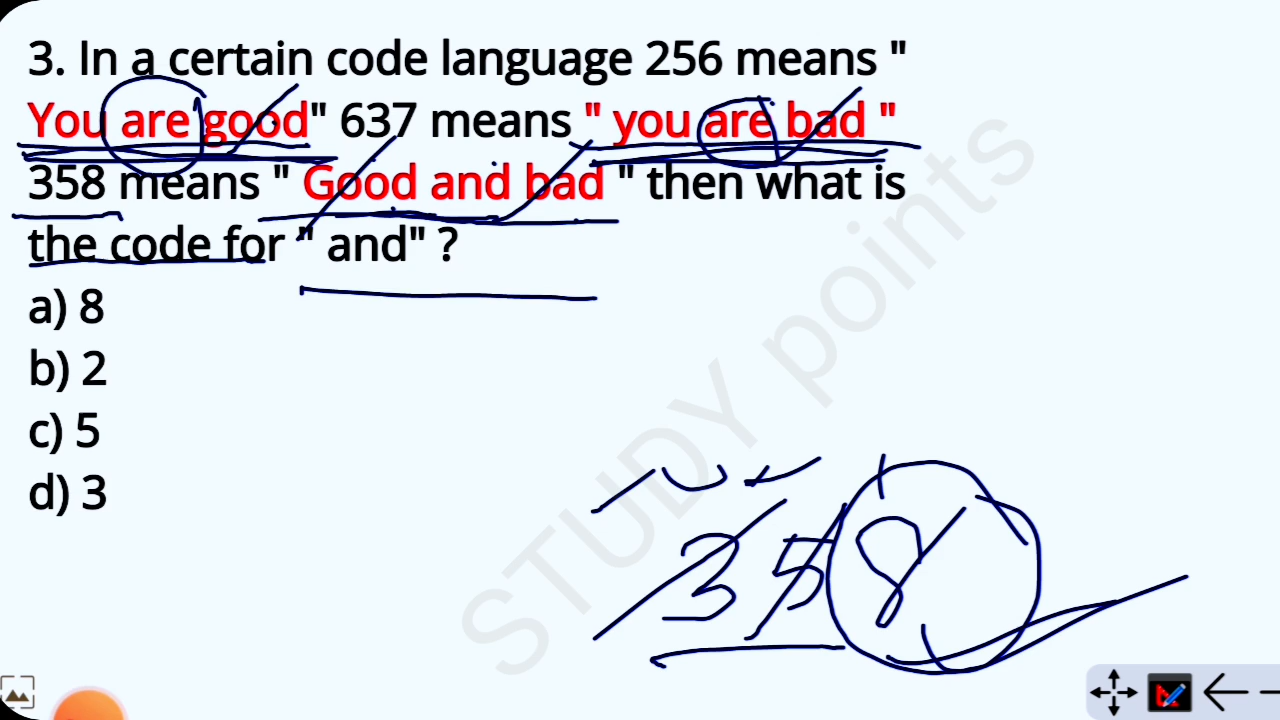 3. In a certain code language 256 means "
You are good" 637 means " you are bad "
358 means " Good and bad " then what is
the code for " and" ?
a) 8
b) 2
c) 5
d) 3
358
STUDY points